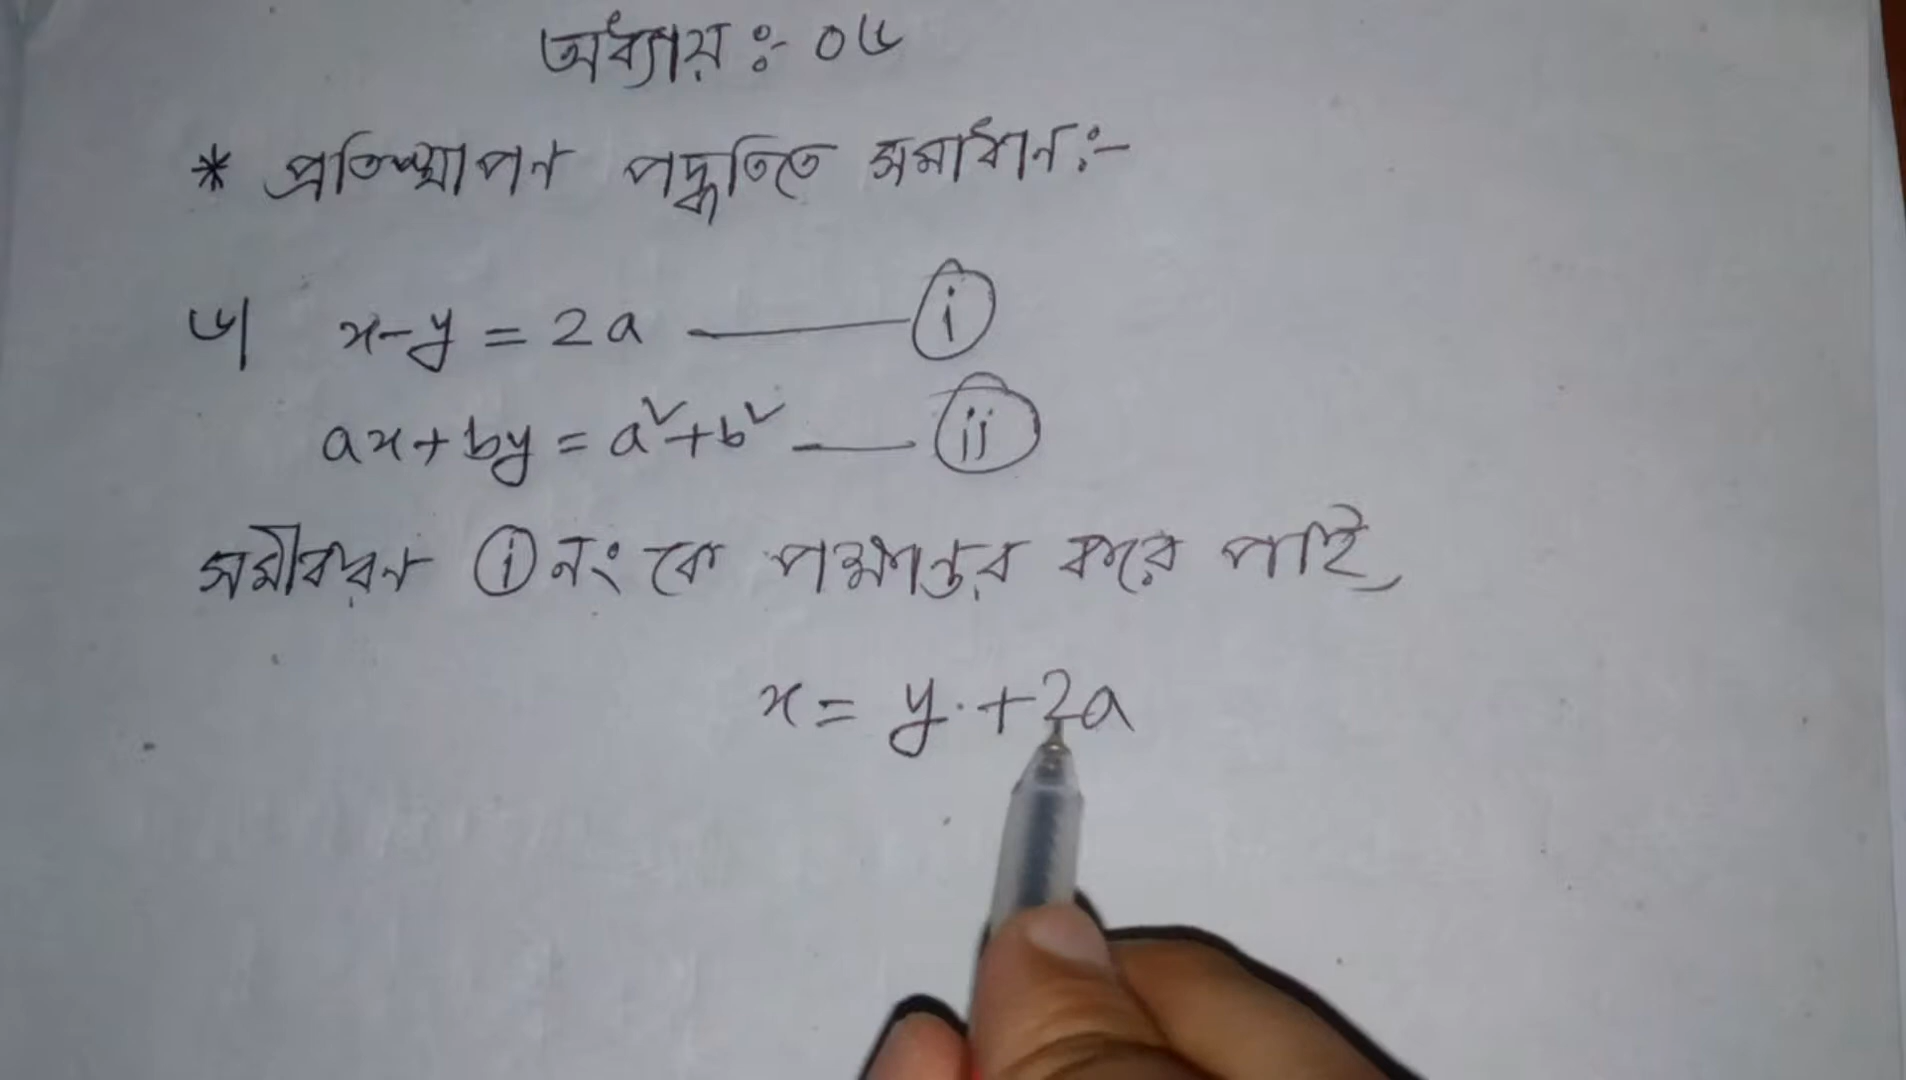 অধ্যায় :- ০৬
* প্রতিস্থাপন পদ্ধতিতে সমাধান :-
৬| x-y = 2a —— (i)
ax+by = a²+b² —— (ii)
সমীকরণ (i) নং কে পক্ষান্তর করে পাই,
x = y + 2a